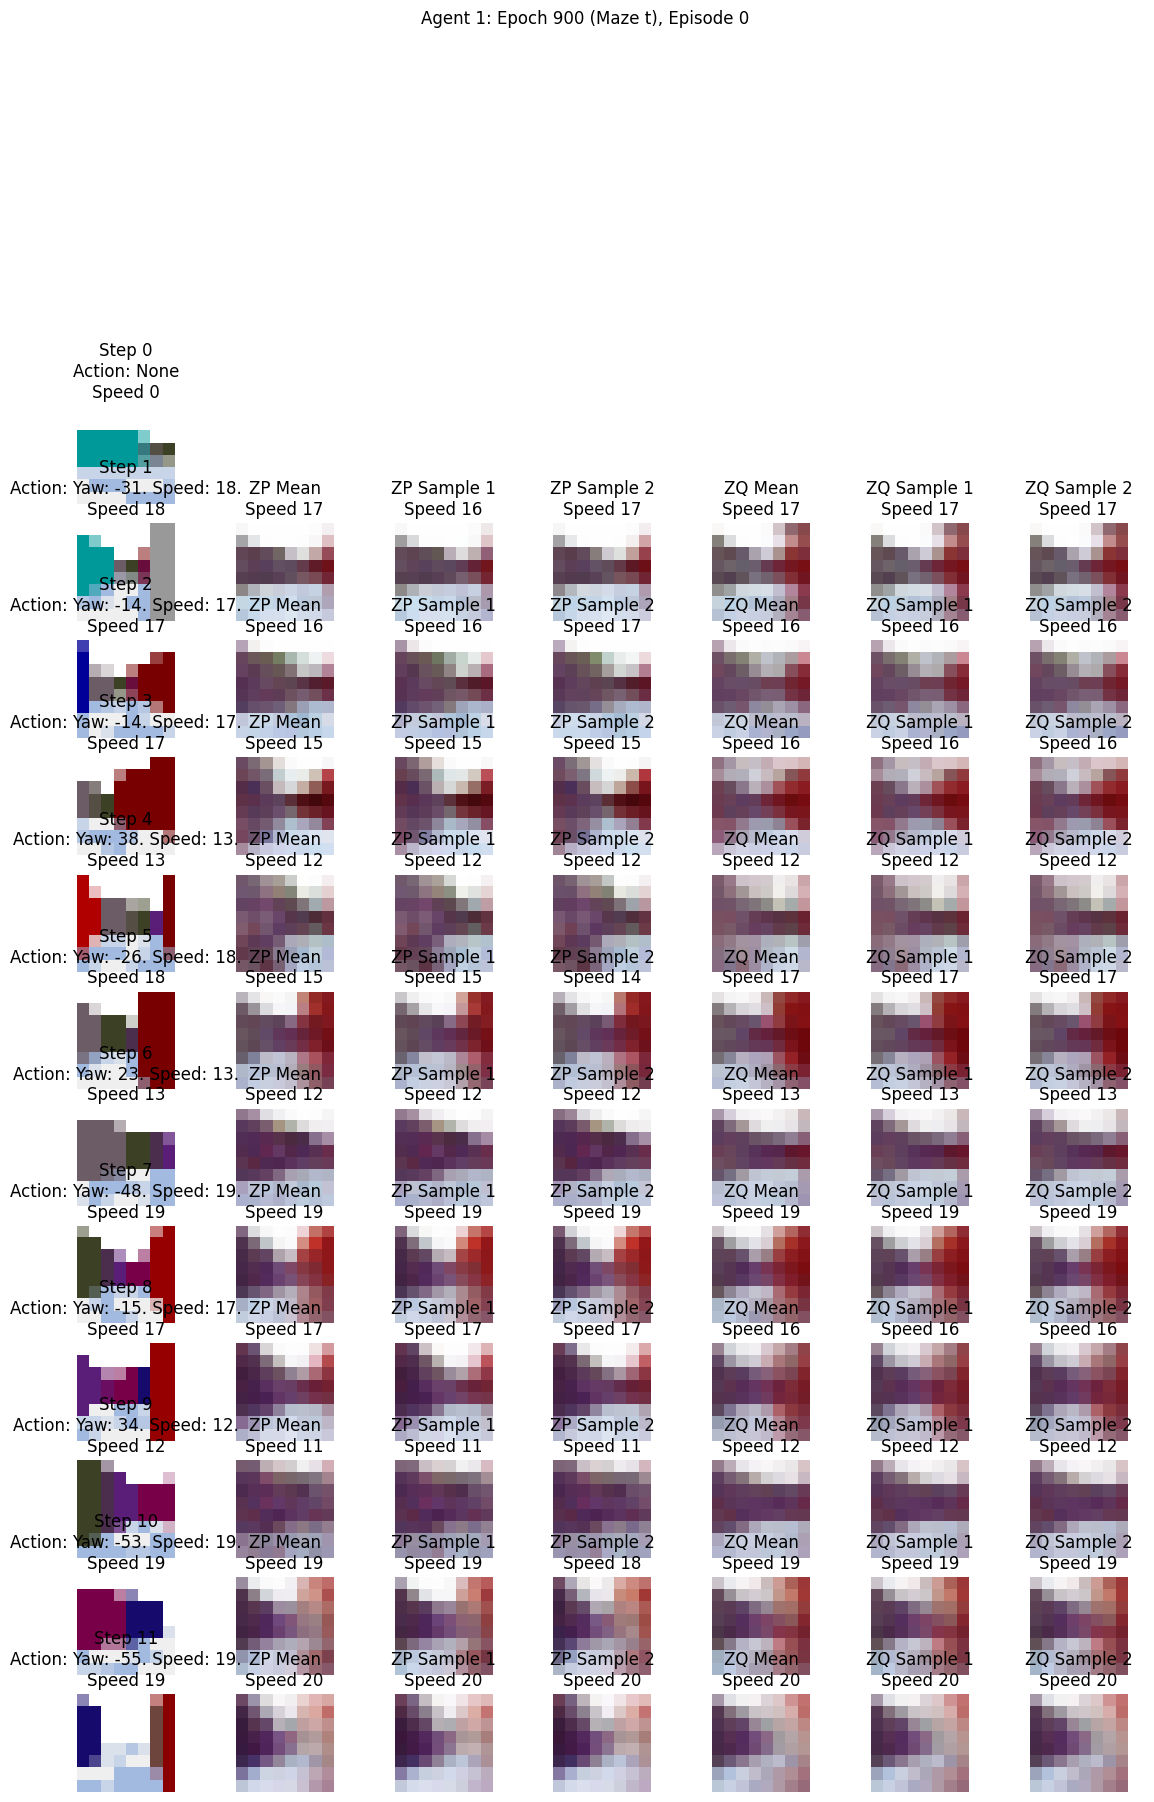 Agent 1: Epoch 900 (Maze t), Episode 0
Step 0
Action: None
Speed 0
Step 1
Action: Yaw: -31. Speed: 18. ZP Mean ZP Sample 1 ZP Sample 2 ZQ Mean ZQ Sample 1 ZQ Sample 2
Speed 18 Speed 17 Speed 16 Speed 17 Speed 17 Speed 17 Speed 17
Step 2
Action: Yaw: -14. Speed: 17. ZP Mean ZP Sample 1 ZP Sample 2 ZQ Mean ZQ Sample 1 ZQ Sample 2
Speed 17 Speed 16 Speed 16 Speed 17 Speed 16 Speed 16 Speed 16
Step 3
Action: Yaw: -14. Speed: 17. ZP Mean ZP Sample 1 ZP Sample 2 ZQ Mean ZQ Sample 1 ZQ Sample 2
Speed 17 Speed 15 Speed 15 Speed 15 Speed 16 Speed 16 Speed 16
Step 4
Action: Yaw: 38. Speed: 13. ZP Mean ZP Sample 1 ZP Sample 2 ZQ Mean ZQ Sample 1 ZQ Sample 2
Speed 13 Speed 12 Speed 12 Speed 12 Speed 12 Speed 12 Speed 12
Step 5
Action: Yaw: -26. Speed: 18. ZP Mean ZP Sample 1 ZP Sample 2 ZQ Mean ZQ Sample 1 ZQ Sample 2
Speed 18 Speed 15 Speed 15 Speed 14 Speed 17 Speed 17 Speed 17
Step 6
Action: Yaw: 23. Speed: 13. ZP Mean ZP Sample 1 ZP Sample 2 ZQ Mean ZQ Sample 1 ZQ Sample 2
Speed 13 Speed 12 Speed 12 Speed 12 Speed 13 Speed 13 Speed 13
Step 7
Action: Yaw: -48. Speed: 19. ZP Mean ZP Sample 1 ZP Sample 2 ZQ Mean ZQ Sample 1 ZQ Sample 2
Speed 19 Speed 19 Speed 19 Speed 19 Speed 19 Speed 19 Speed 19
Step 8
Action: Yaw: -15. Speed: 17. ZP Mean ZP Sample 1 ZP Sample 2 ZQ Mean ZQ Sample 1 ZQ Sample 2
Speed 17 Speed 17 Speed 17 Speed 17 Speed 16 Speed 16 Speed 16
Step 9
Action: Yaw: 34. Speed: 12. ZP Mean ZP Sample 1 ZP Sample 2 ZQ Mean ZQ Sample 1 ZQ Sample 2
Speed 12 Speed 11 Speed 11 Speed 11 Speed 12 Speed 12 Speed 12
Step 10
Action: Yaw: -53. Speed: 19. ZP Mean ZP Sample 1 ZP Sample 2 ZQ Mean ZQ Sample 1 ZQ Sample 2
Speed 19 Speed 19 Speed 19 Speed 18 Speed 19 Speed 19 Speed 19
Step 11
Action: Yaw: -55. Speed: 19. ZP Mean ZP Sample 1 ZP Sample 2 ZQ Mean ZQ Sample 1 ZQ Sample 2
Speed 19 Speed 20 Speed 20 Speed 20 Speed 20 Speed 20 Speed 20